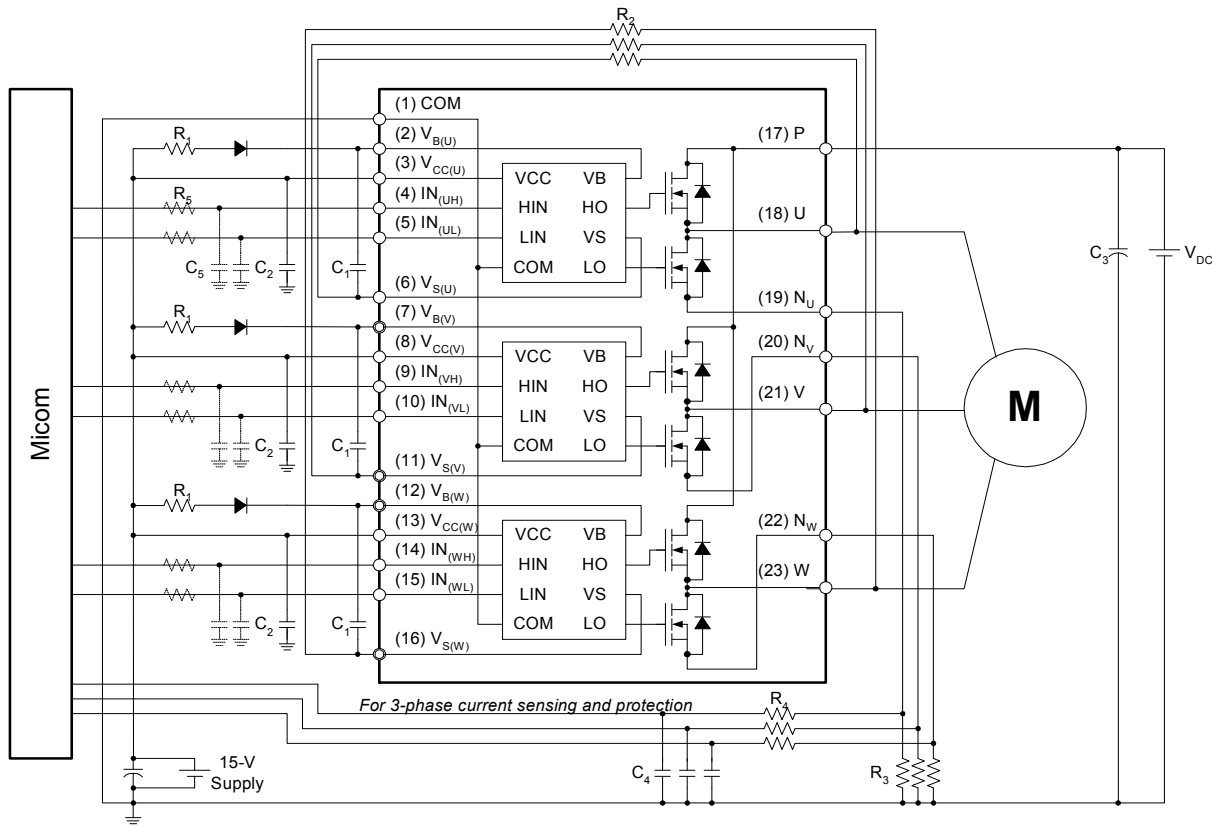 R2
(1) COM
(2) VB(U)
(3) VCC(U)
(4) IN(UH)
(5) IN(UL)
(6) VS(U)
(7) VB(V)
(8) VCC(V)
(9) IN(VH)
(10) IN(VL)
(11) VS(V)
(12) VB(W)
(13) VCC(W)
(14) IN(WH)
(15) IN(WL)
(16) VS(W)
VCC VB
HIN HO
LIN VS
COM LO
VCC VB
HIN HO
LIN VS
COM LO
VCC VB
HIN HO
LIN VS
COM LO
(17) P
(18) U
(19) NU
(20) NV
(21) V
(22) NW
(23) W
Micom
R1
R5
C5 C2 C1
R1
C2 C1
R1
C2 C1
C3
VDC
M
For 3-phase current sensing and protection
R4
C4
R3
15-V
Supply